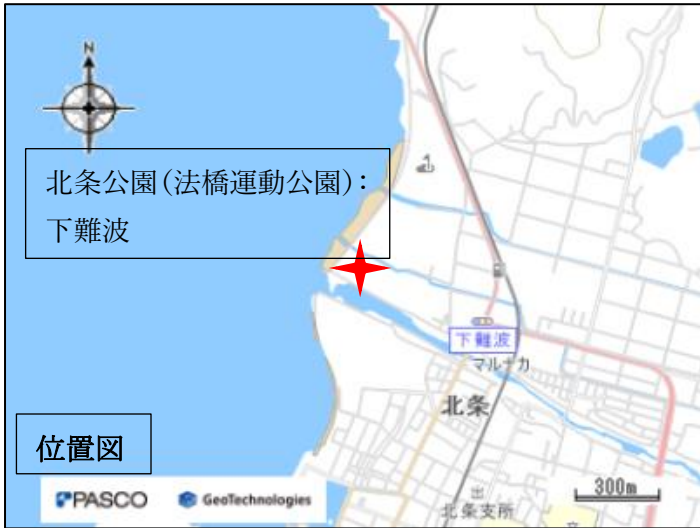 N
北条公園(法橋運動公園):
下難波
下難波
マルナカ
北条
位置図
300m
PASCO
GeoTechnologies
北条支所
文